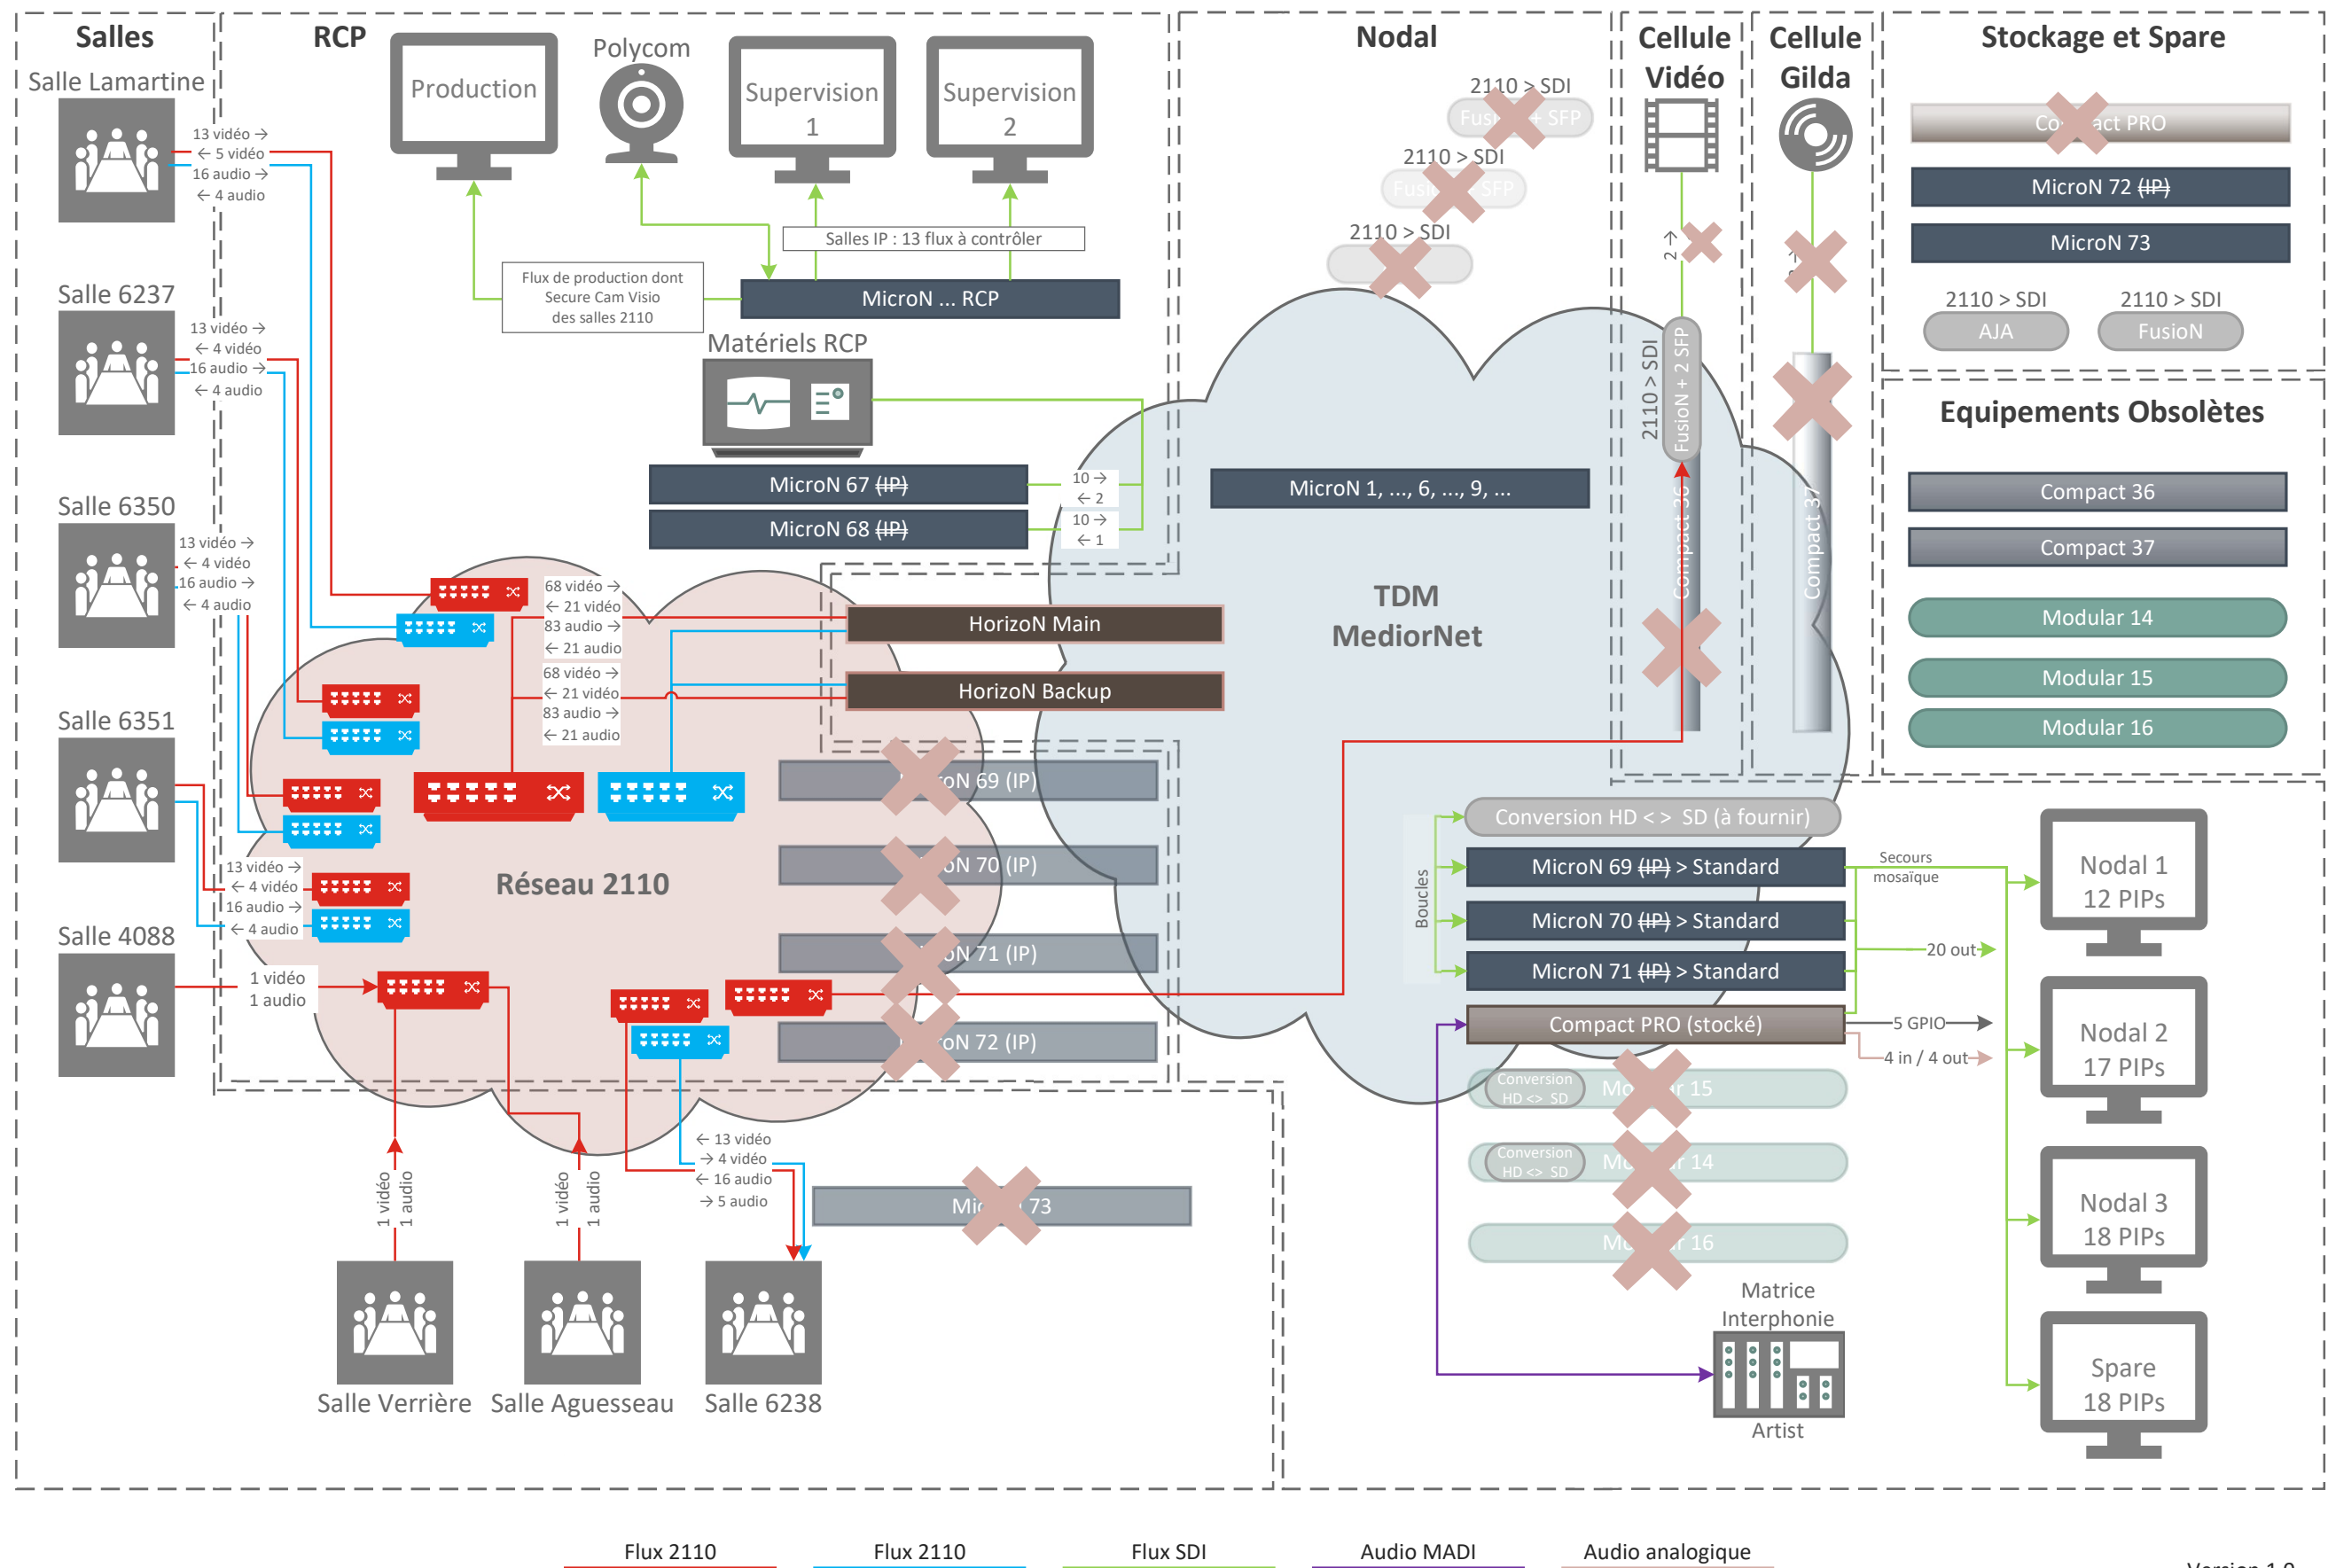 Salles
RCP
Nodal
Cellule
Vidéo
Cellule
Gilda
Stockage et Spare
Salle Lamartine
13 vidéo →
← 5 vidéo
16 audio →
← 4 audio
Salle 6237
13 vidéo →
← 4 vidéo
16 audio →
← 4 audio
Salle 6350
13 vidéo →
← 4 vidéo
16 audio →
← 4 audio
Salle 6351
13 vidéo →
← 4 vidéo
16 audio →
← 4 audio
Salle 4088
1 vidéo
1 audio
Production
Polycom
Supervision
1
Supervision
2
Salles IP : 13 flux à contrôler
Flux de production dont
Secure Cam Visio
des salles 2110
MicroN ... RCP
Matériels RCP
MicroN 67 (IP)
MicroN 68 (IP)
10 →
← 2
10 →
← 1
68 vidéo →
← 21 vidéo
83 audio →
← 21 audio
68 vidéo →
← 21 vidéo
83 audio →
← 21 audio
HorizoN Main
HorizoN Backup
Réseau 2110
69 (IP)
70 (IP)
71 (IP)
72 (IP)
← 13 vidéo
→ 4 vidéo
← 16 audio
→ 5 audio
73
1 vidéo
1 audio
1 vidéo
1 audio
Salle Verrière
Salle Aguesseau
Salle 6238
2110 > SDI
+ SFP
2110 > SDI
SFP
2110 > SDI
MicroN 1, ..., 6, ..., 9, ...
TDM
MediorNet
2 →
2110 > SDI
FusioN + 2 SFP
Compact 36
Compact 37
Compact PRO
MicroN 72 (IP)
MicroN 73
2110 > SDI
AJA
2110 > SDI
FusioN
Equipements Obsolètes
Compact 36
Compact 37
Modular 14
Modular 15
Modular 16
Boucles
Conversion HD < > SD (à fournir)
MicroN 69 (IP) > Standard
MicroN 70 (IP) > Standard
MicroN 71 (IP) > Standard
Compact PRO (stocké)
Secours
mosaïque
20 out
5 GPIO
4 in / 4 out
Conversion
HD <> SD
Modular 15
Conversion
HD <> SD
Modular 14
Modular 16
Matrice
Interphonie
Artist
Nodal 1
12 PIPs
Nodal 2
17 PIPs
Nodal 3
18 PIPs
Spare
18 PIPs
Flux 2110
Flux 2110
Flux SDI
Audio MADI
Audio analogique